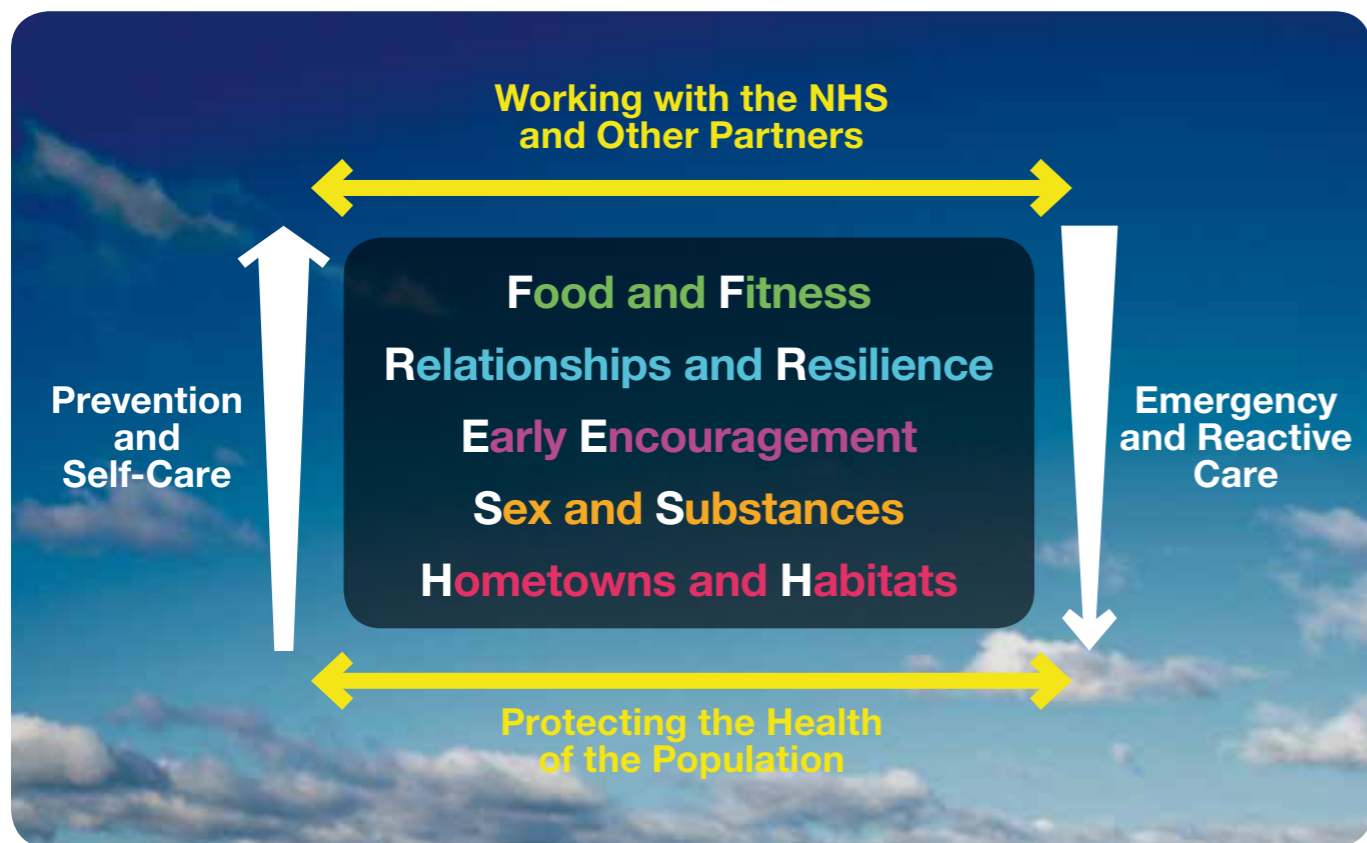 Working with the NHS
and Other Partners
Food and Fitness
Relationships and Resilience
Early Encouragement
Sex and Substances
Hometowns and Habitats
Prevention
and
Self-Care
Emergency
and Reactive
Care
Protecting the Health
of the Population